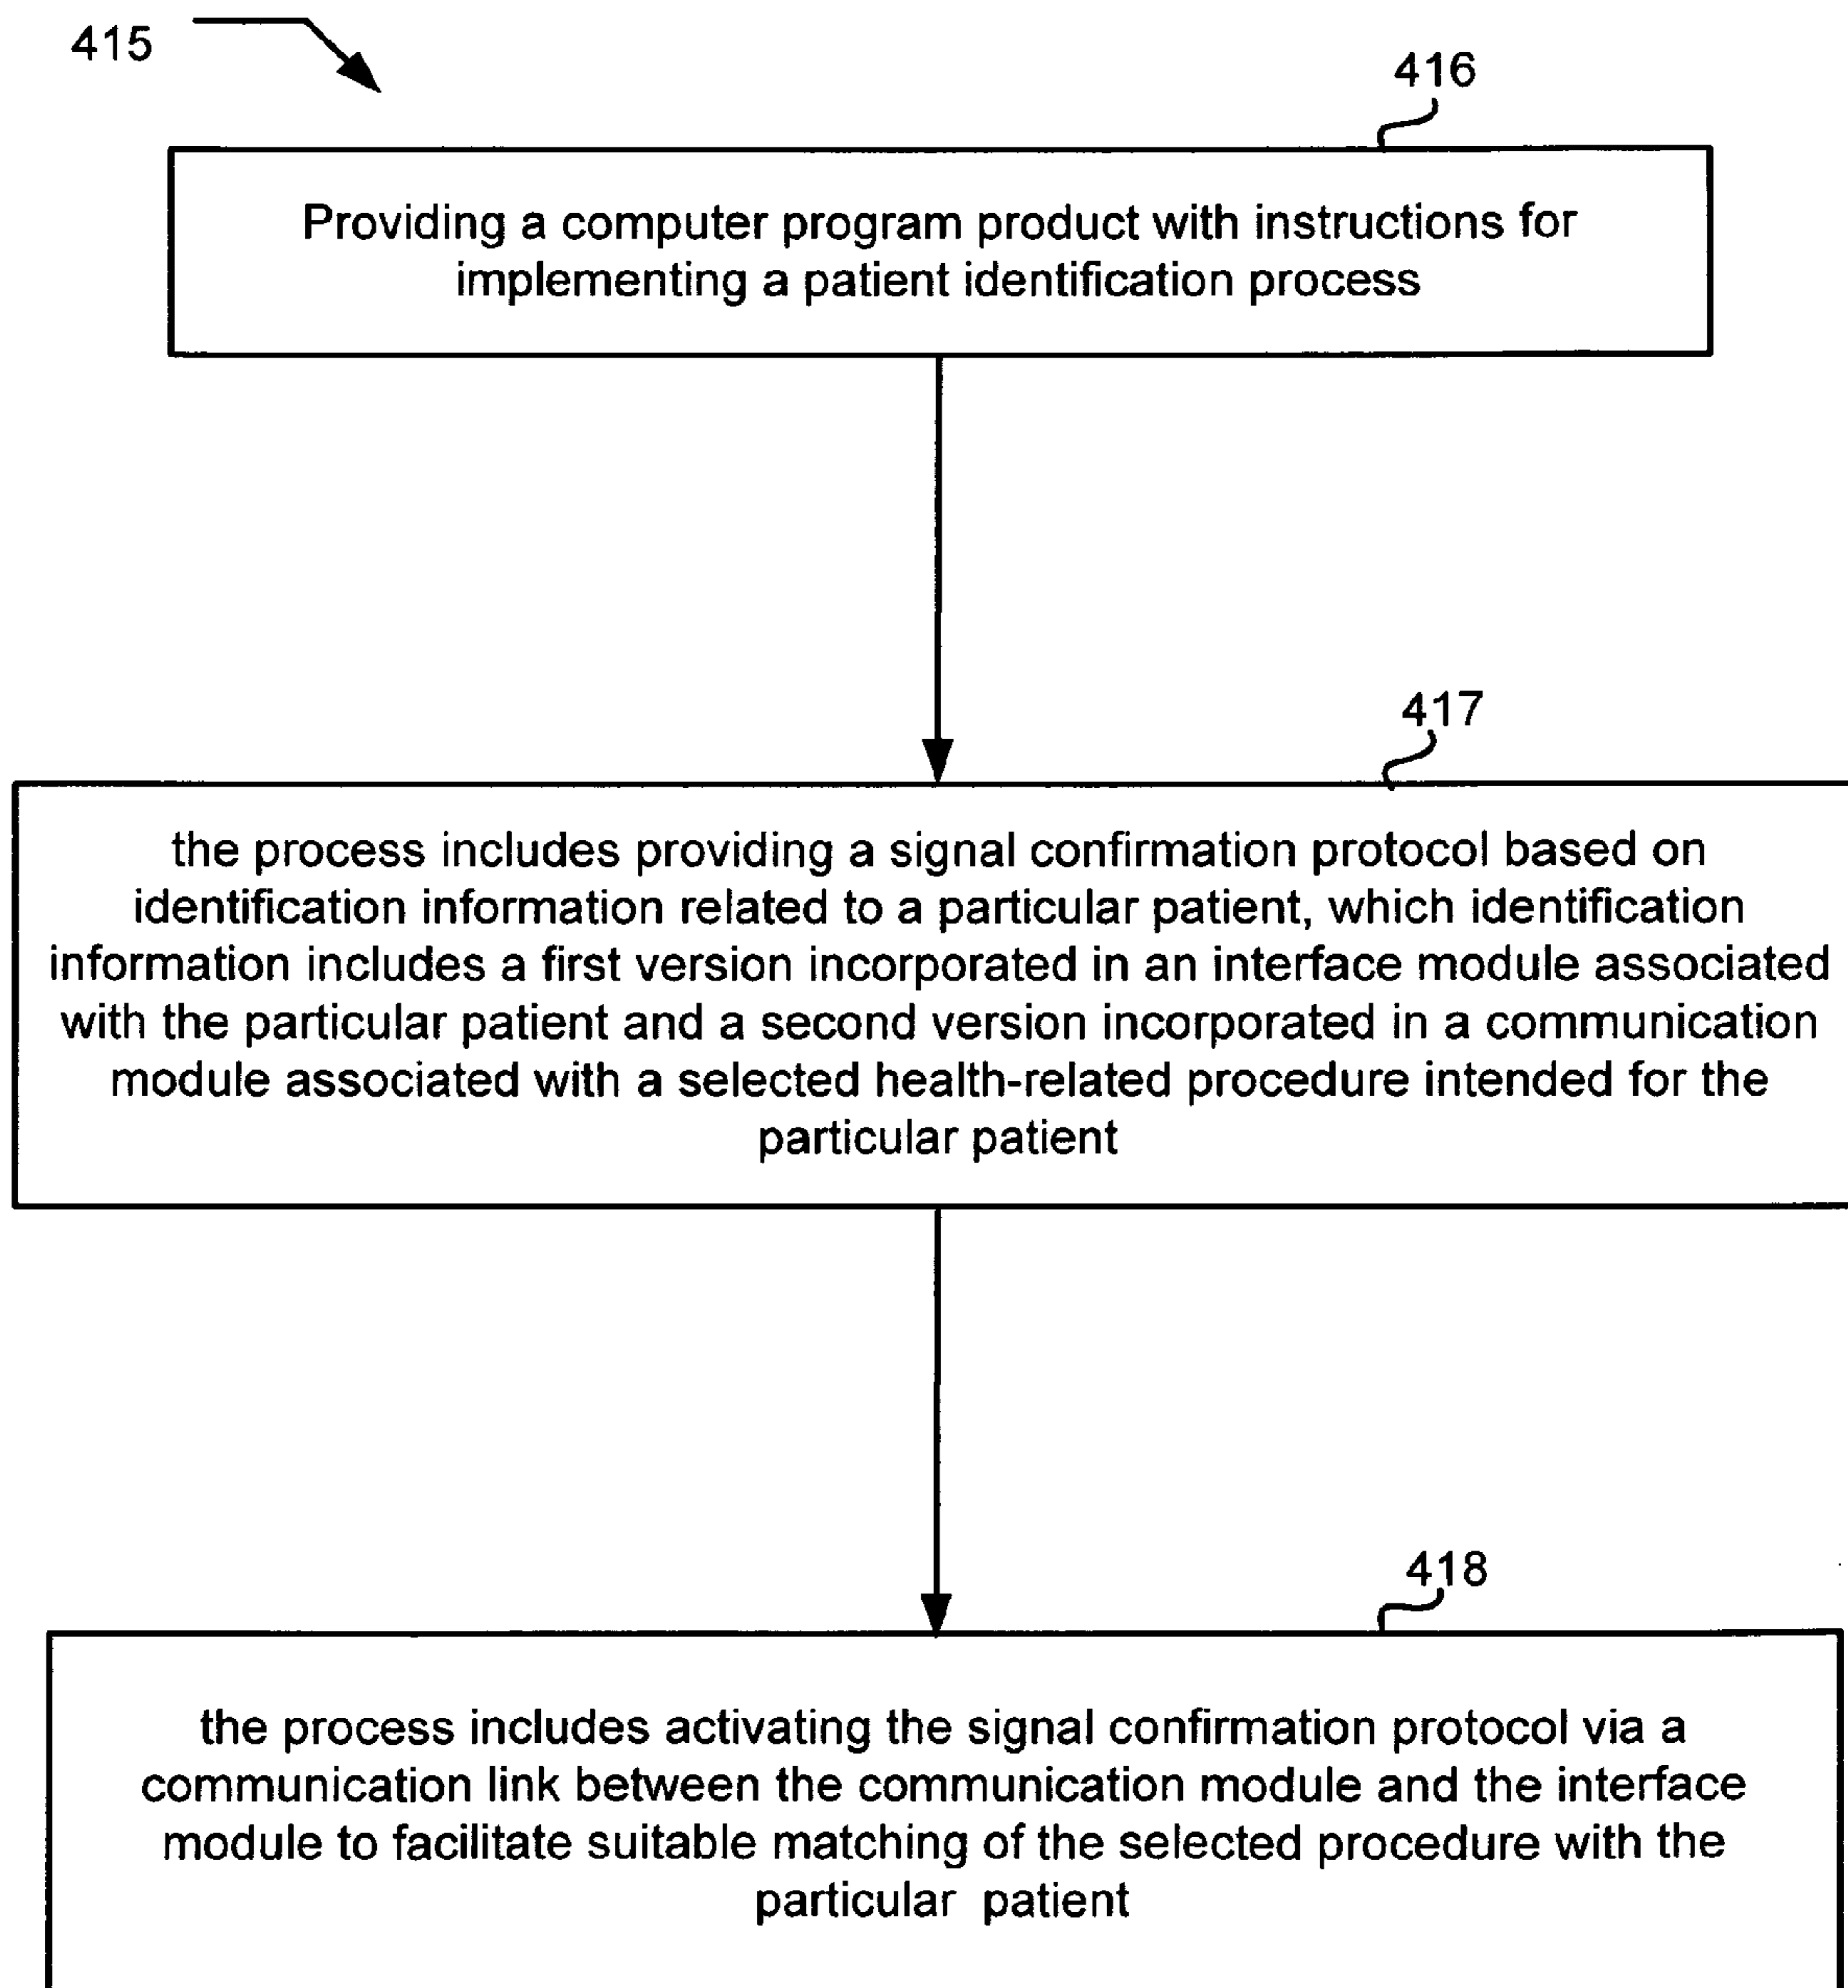 415
416
Providing a computer program product with instructions for
implementing a patient identification process
417
the process includes providing a signal confirmation protocol based on
identification information related to a particular patient, which identification
information includes a first version incorporated in an interface module associated
with the particular patient and a second version incorporated in a communication
module associated with a selected health-related procedure intended for the
particular patient
418
the process includes activating the signal confirmation protocol via a
communication link between the communication module and the interface
module to facilitate suitable matching of the selected procedure with the
particular patient